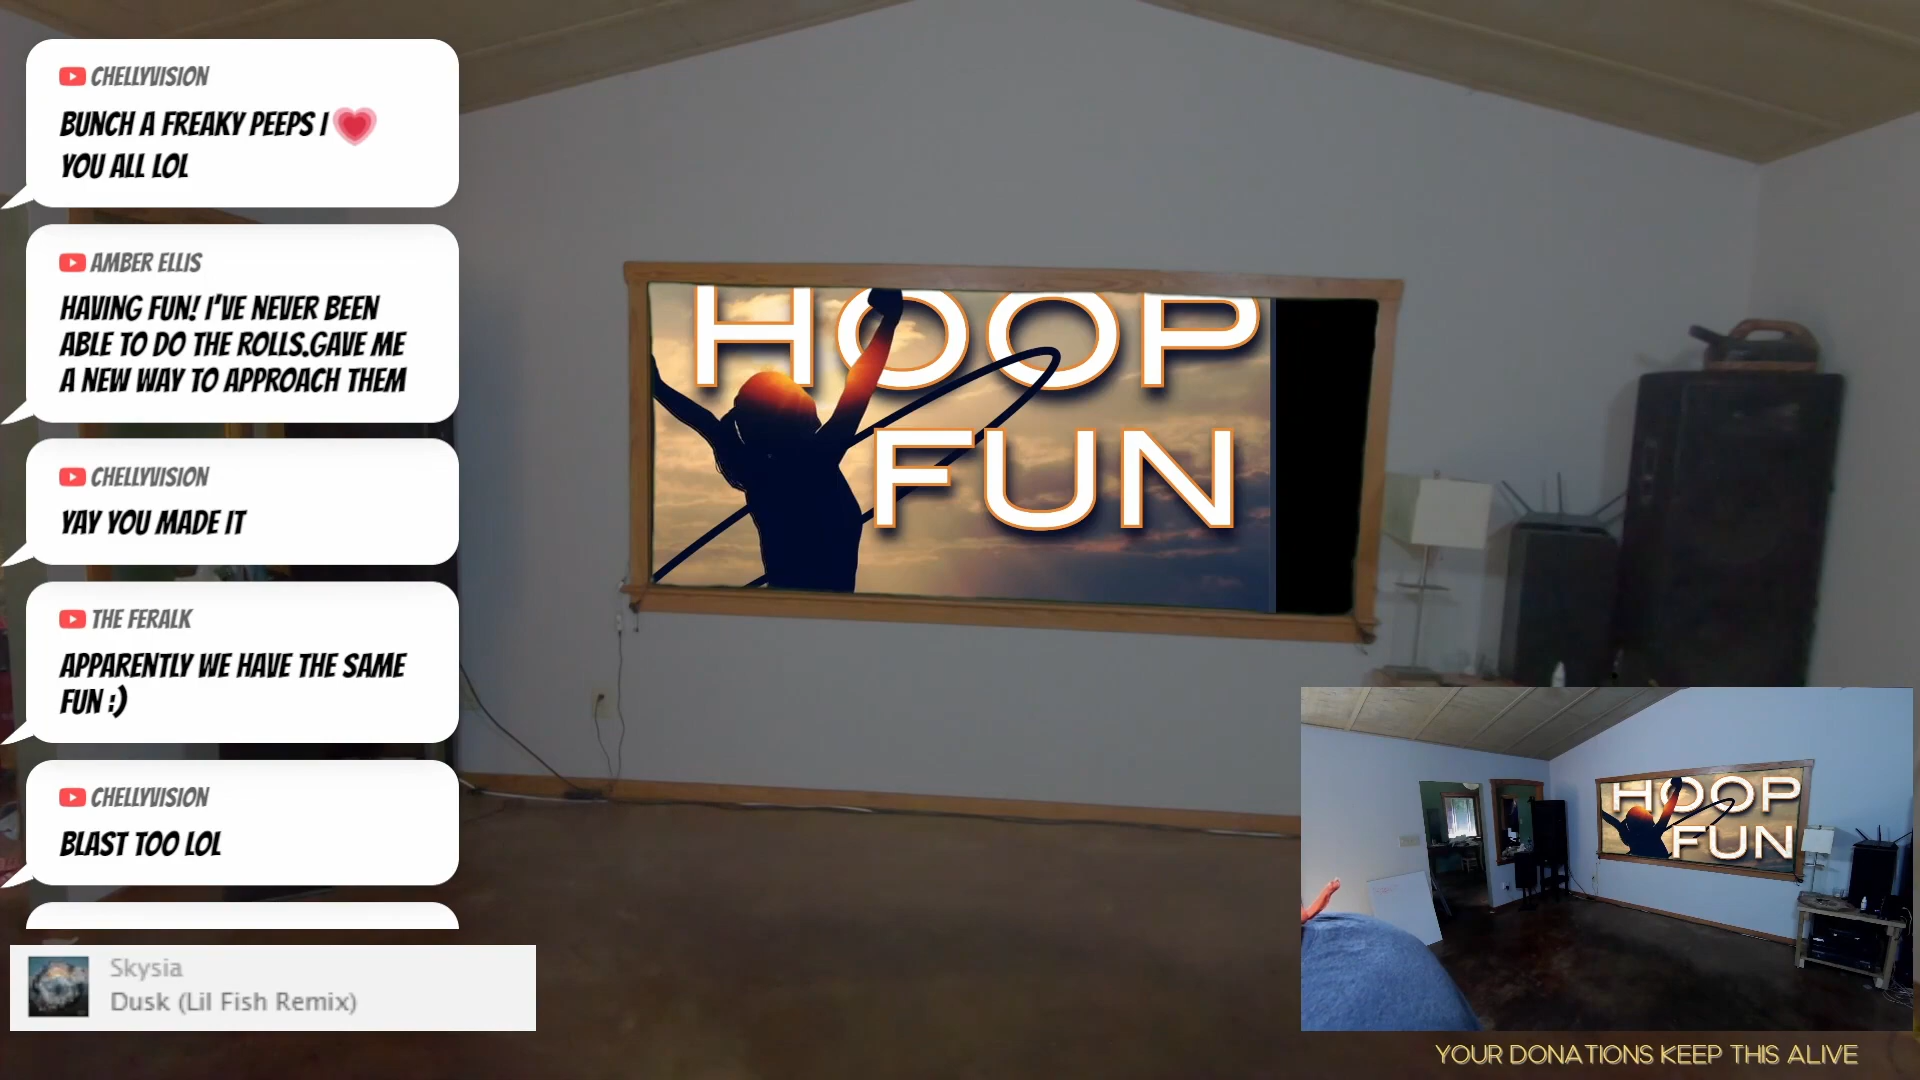 CHELLYVISION
BUNCH A FREAKY PEEPS I
YOU ALL LOL
AMBER ELLIS
HAVING FUN! I'VE NEVER BEEN
ABLE TO DO THE ROLLS.GAVE ME
A NEW WAY TO APPROACH THEM
CHELLYVISION
YAY YOU MADE IT
THE FERALK
APPARENTLY WE HAVE THE SAME
FUN :)
CHELLYVISION
BLAST TOO LOL
Skysia
Dusk (Lil Fish Remix)
HOOP
FUN
HOOP
FUN
YOUR DONATIONS KEEP THIS ALIVE